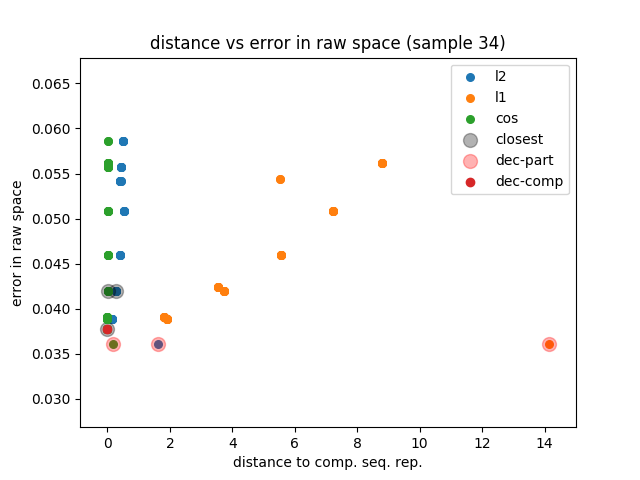 distance vs error in raw space (sample 34)
error in raw space
0.065
0.060
0.055
0.050
0.045
0.040
0.035
0.030
l2
l1
cos
closest
dec-part
dec-comp
0 2 4 6 8 10 12 14
distance to comp. seq. rep.